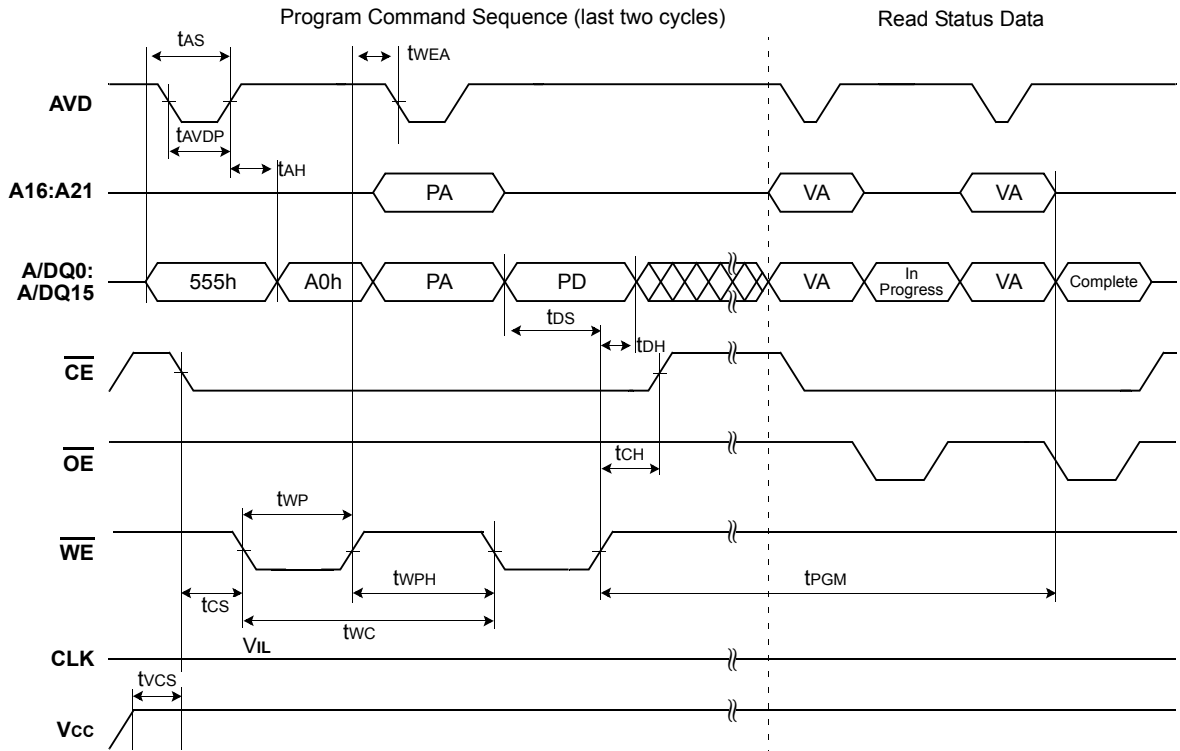 Program Command Sequence (last two cycles)
Read Status Data
tAS
tWEA
AVD
tAVDP
tAH
A16:A21
PA
VA
VA
A/DQ0:
A/DQ15
555h
A0h
PA
PD
VA
In
Progress
VA
Complete
tDS
tDH
CE
OE
tCH
tWP
WE
tWPH
tPGM
tCS
tWC
VIL
CLK
tVCS
Vcc